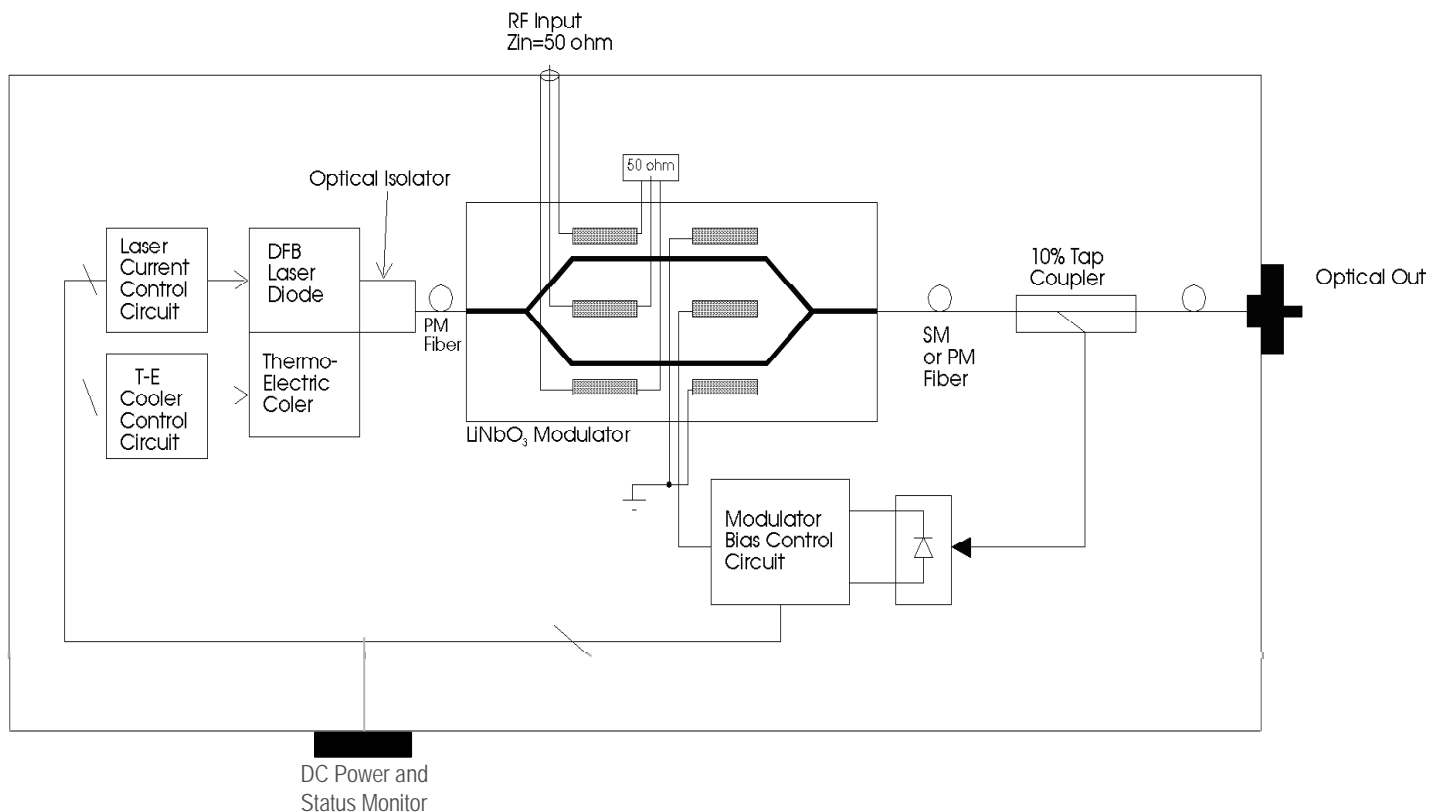 RF Input
Zin=50 ohm
50 ohm
Optical Isolator
Laser
Current
Control
Circuit
DFB
Laser
Diode
10% Tap
Coupler
Optical Out
PM
Fiber
SM
or PM
Fiber
T-E
Cooler
Control
Circuit
Thermo-
Electric
Coler
LiNbO₃ Modulator
Modulator
Bias Control
Circuit
DC Power and
Status Monitor